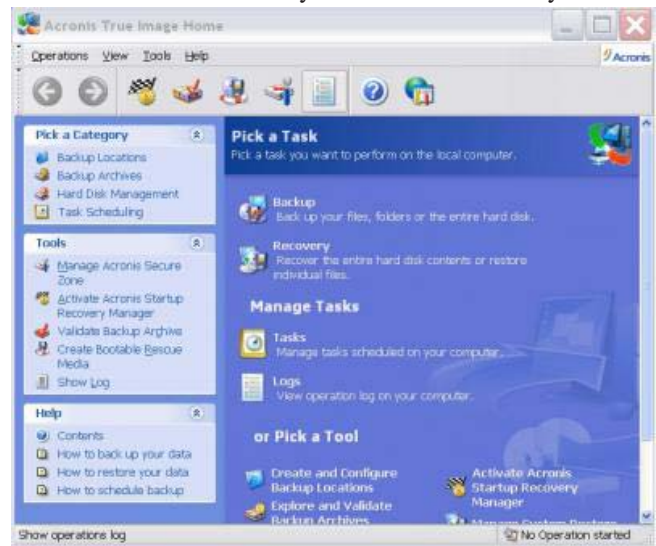 Acronis True Image Home
Operations View Tools Help
Acronis
Pick a Category
Backup Locations
Backup Archives
Hard Disk Management
Task Scheduling
Tools
Manage Acronis Secure
Zone
Activate Acronis Startup
Recovery Manager
Validate Backup Archive
Create Bootable Rescue
Media
Show Log
Help
Contents
How to back up your data
How to restore your data
How to schedule backup
Pick a Task
Pick a task you want to perform on the local computer.
Backup
Back up your files, folders or the entire hard disk.
Recovery
Recover the entire hard disk contents or restore
individual files.
Manage Tasks
Tasks
Manage tasks scheduled on your computer.
Logs
View operation log on your computer.
or Pick a Tool
Create and Configure
Backup Locations
Explore and Validate
Backup Archives
Activate Acronis
Startup Recovery
Manager
Manage System Restore
Show operations log
No Operation started